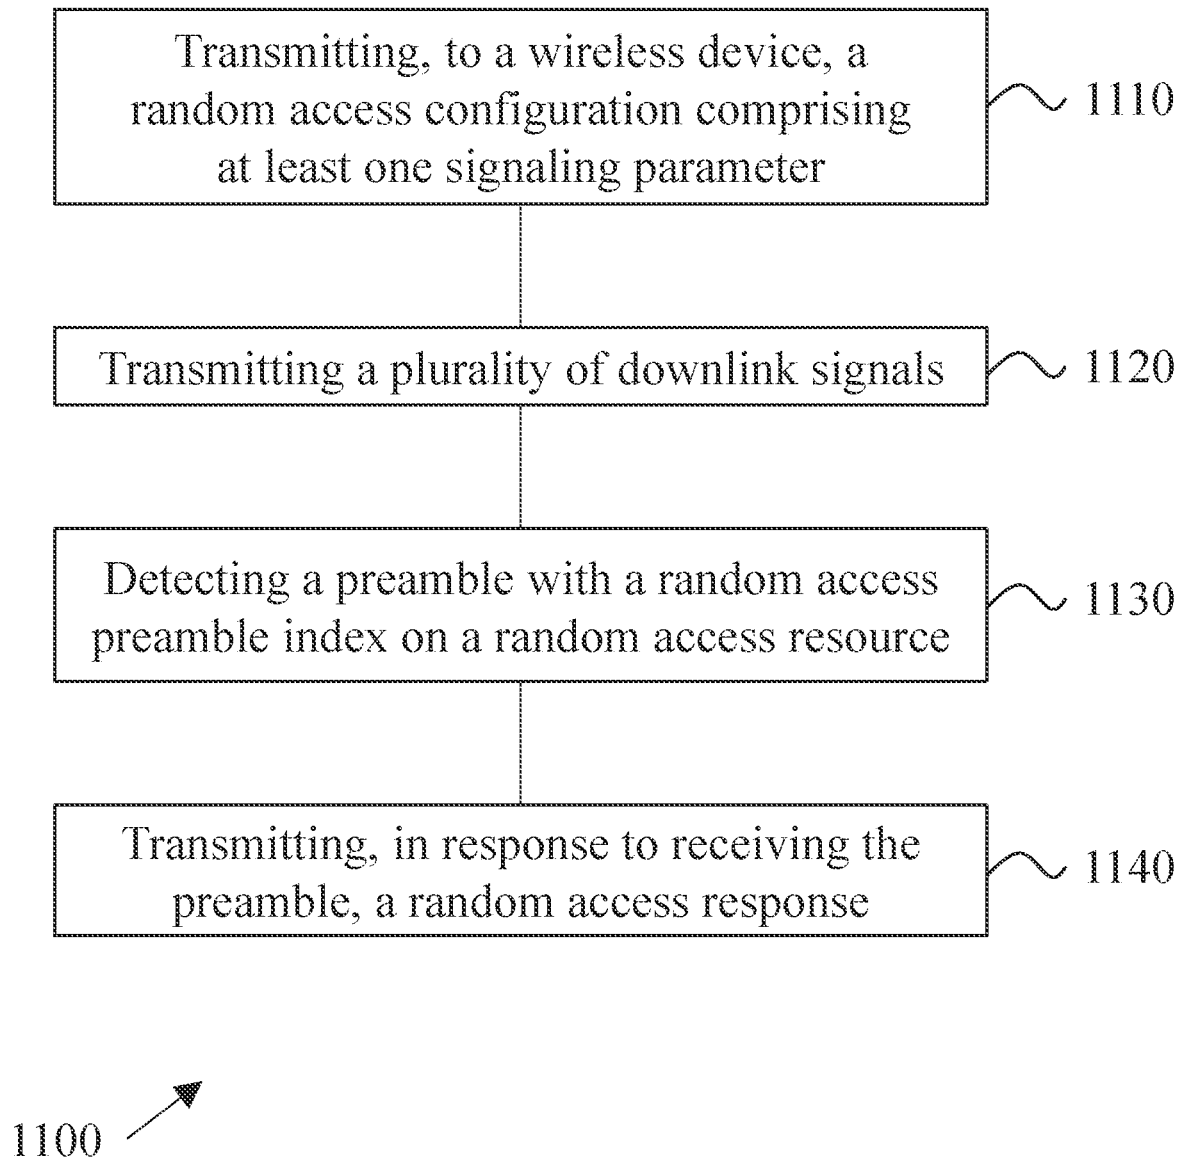 Transmitting, to a wireless device, a
random access configuration comprising
at least one signaling parameter
1110
Transmitting a plurality of downlink signals
1120
Detecting a preamble with a random access
preamble index on a random access resource
1130
Transmitting, in response to receiving the
preamble, a random access response
1140
1100